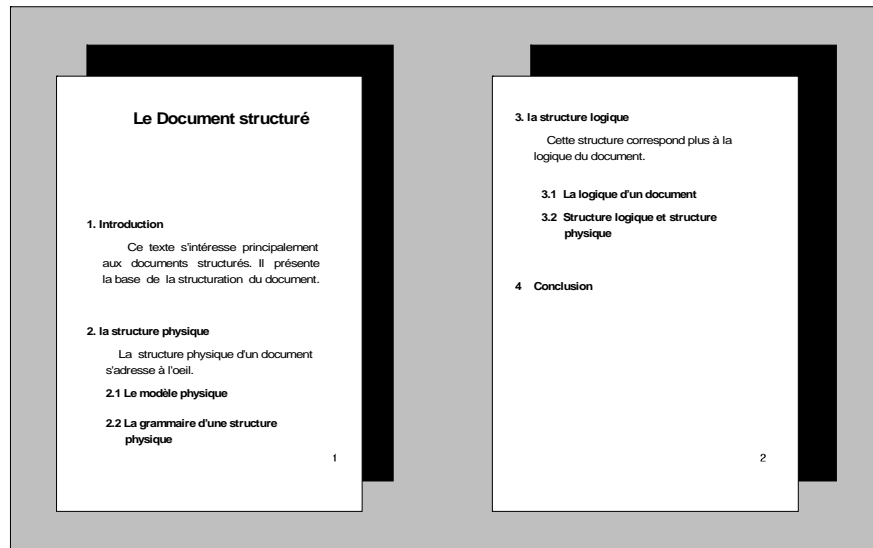 Le Document structuré
1. Introduction
Ce texte s'intéresse principalement
aux documents structurés. Il présente
la base de la structuration du document.
2. la structure physique
La structure physique d'un document
s'adresse à l'oeil.
2.1 Le modèle physique
2.2 La grammaire d'une structure
physique
1
3. la structure logique
Cette structure correspond plus à la
logique du document.
3.1 La logique d'un document
3.2 Structure logique et structure
physique
4 Conclusion
2